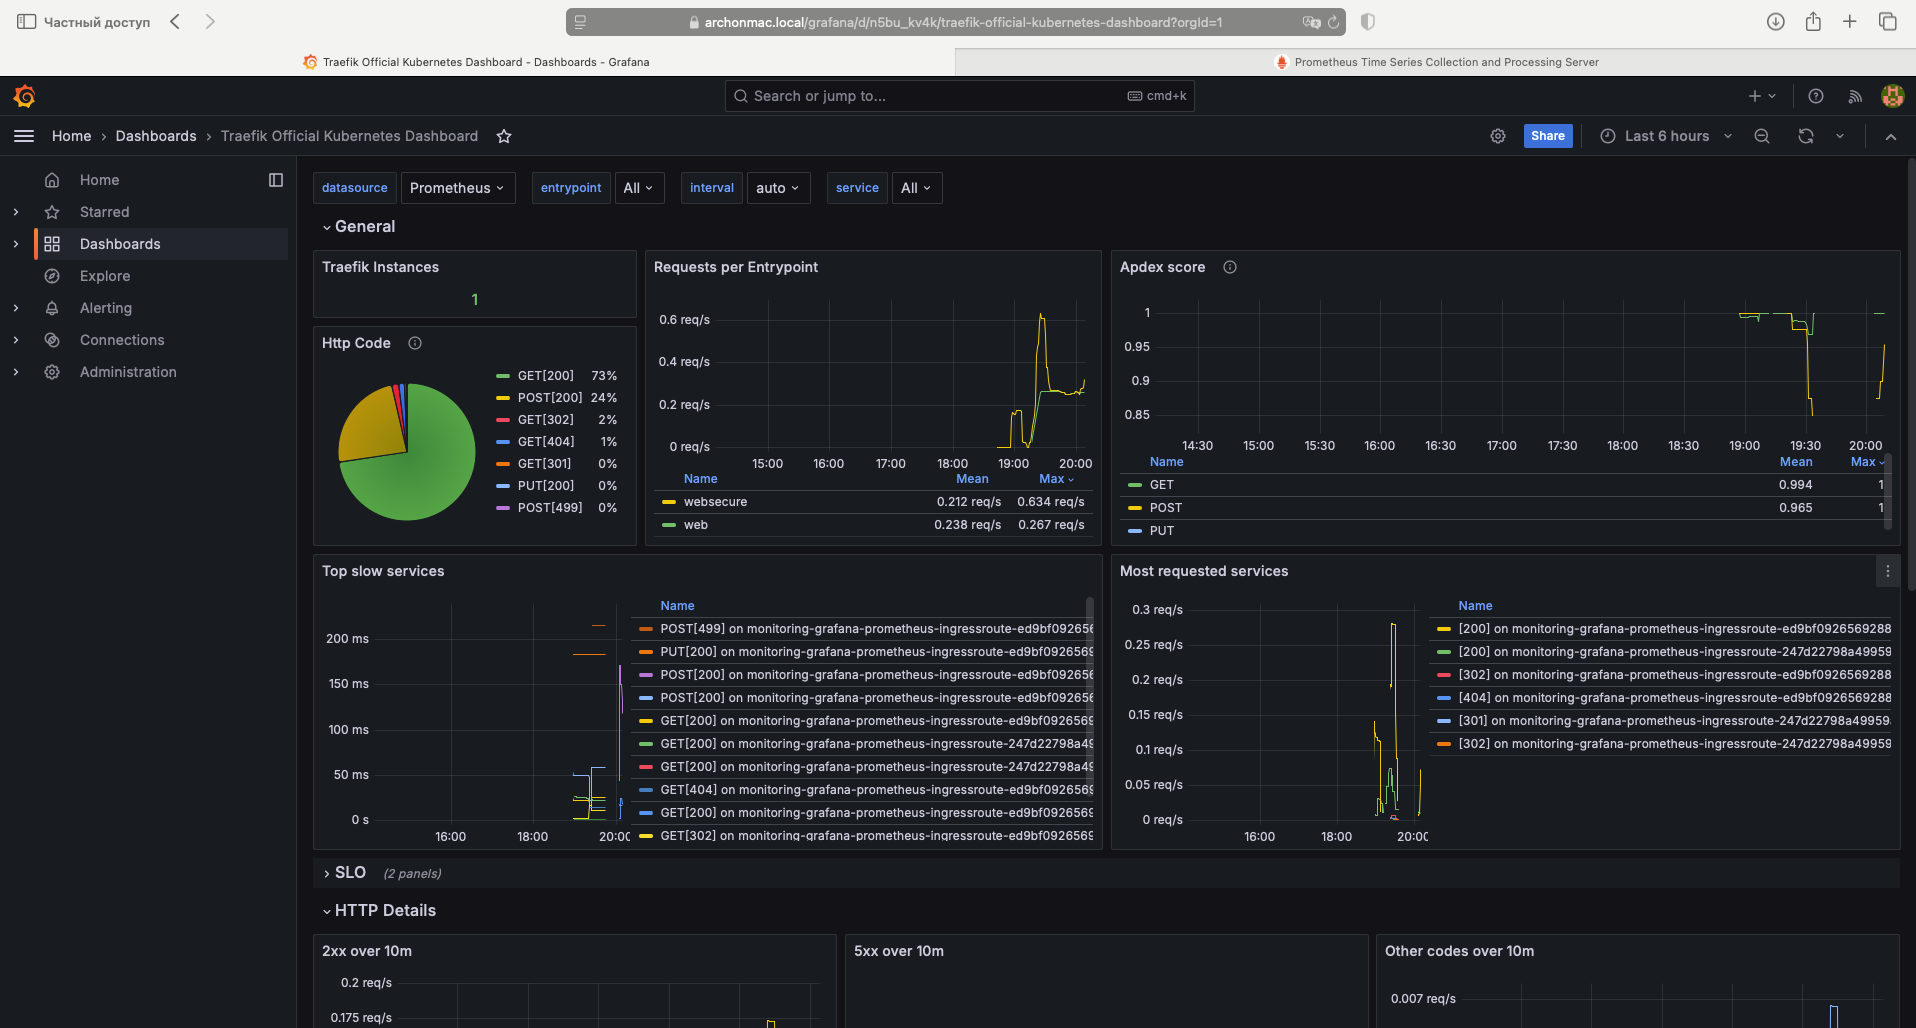 Частный доступ
archonmac.local/grafana/d/n5bu_kv4k/traefik-official-kubernetes-dashboard?orgId=1
Traefik Official Kubernetes Dashboard - Dashboards - Grafana
Prometheus Time Series Collection and Processing Server
Search or jump to...
cmd+k
Home › Dashboards › Traefik Official Kubernetes Dashboard
Share
Last 6 hours
Home
Starred
Dashboards
Explore
Alerting
Connections
Administration
datasource Prometheus
entrypoint All
interval auto
service All
General
Traefik Instances
1
Http Code
GET[200] 73%
POST[200] 24%
GET[302] 2%
GET[404] 1%
GET[301] 0%
PUT[200] 0%
POST[499] 0%
Requests per Entrypoint
0.6 req/s
0.4 req/s
0.2 req/s
0 req/s
15:00 16:00 17:00 18:00 19:00 20:00
Name Mean Max
websecure 0.212 req/s 0.634 req/s
web 0.238 req/s 0.267 req/s
Apdex score
1
0.95
0.9
0.85
14:30 15:00 15:30 16:00 16:30 17:00 17:30 18:00 18:30 19:00 19:30 20:00
Name Mean Max
GET 0.994 1
POST 0.965 1
PUT
Top slow services
200 ms
150 ms
100 ms
50 ms
0 s
16:00 18:00 20:00
Name
POST[499] on monitoring-grafana-prometheus-ingressroute-ed9bf092656
PUT[200] on monitoring-grafana-prometheus-ingressroute-ed9bf0926569
POST[200] on monitoring-grafana-prometheus-ingressroute-ed9bf092656
POST[200] on monitoring-grafana-prometheus-ingressroute-ed9bf092656
GET[200] on monitoring-grafana-prometheus-ingressroute-ed9bf0926569
GET[200] on monitoring-grafana-prometheus-ingressroute-247d22798a49
GET[200] on monitoring-grafana-prometheus-ingressroute-247d22798a49
GET[404] on monitoring-grafana-prometheus-ingressroute-ed9bf0926569
GET[200] on monitoring-grafana-prometheus-ingressroute-ed9bf0926569
GET[302] on monitoring-grafana-prometheus-ingressroute-ed9bf0926569
Most requested services
0.3 req/s
0.25 req/s
0.2 req/s
0.15 req/s
0.1 req/s
0.05 req/s
0 req/s
16:00 18:00 20:00
Name
[200] on monitoring-grafana-prometheus-ingressroute-ed9bf0926569288
[200] on monitoring-grafana-prometheus-ingressroute-247d22798a49959
[302] on monitoring-grafana-prometheus-ingressroute-ed9bf0926569288
[404] on monitoring-grafana-prometheus-ingressroute-ed9bf0926569288
[301] on monitoring-grafana-prometheus-ingressroute-247d22798a49959
[302] on monitoring-grafana-prometheus-ingressroute-247d22798a49959
SLO (2 panels)
HTTP Details
2xx over 10m
0.2 req/s
0.175 req/s
5xx over 10m
Other codes over 10m
0.007 req/s